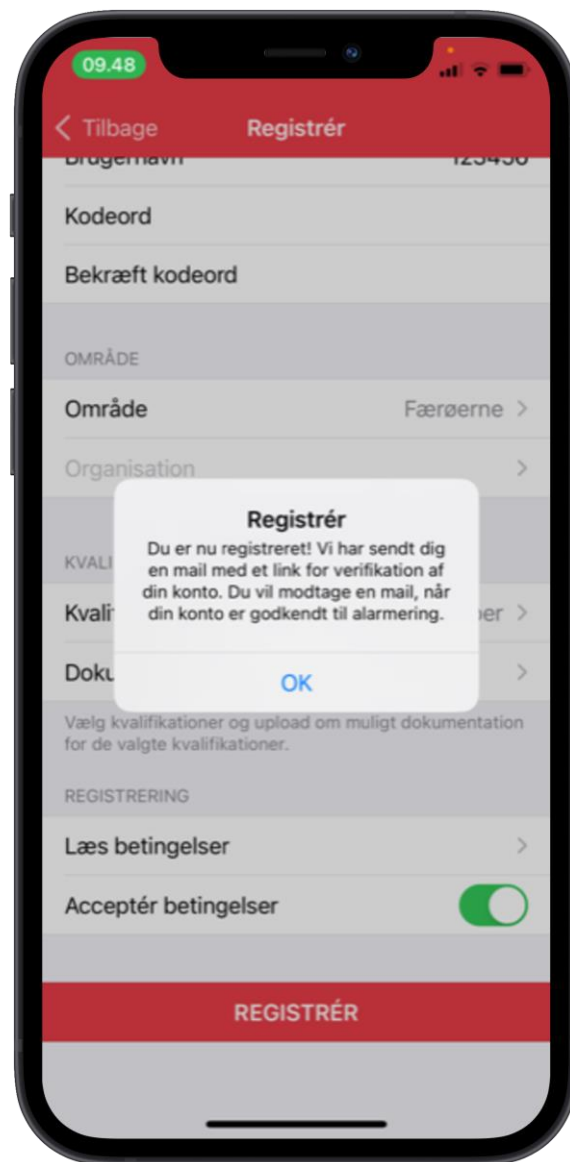 09.48
Tilbage
Registrér
Brugernavn 123456
Kodeord
Bekræft kodeord
OMRÅDE
Område Færøerne
Organisation
Registrér
Du er nu registreret! Vi har sendt dig
en mail med et link for verifikation af
din konto. Du vil modtage en mail, når
din konto er godkendt til alarmering.
OK
Vælg kvalifikationer og upload om muligt dokumentation
for de valgte kvalifikationer.
REGISTRERING
Læs betingelser
Acceptér betingelser
REGISTRÉR